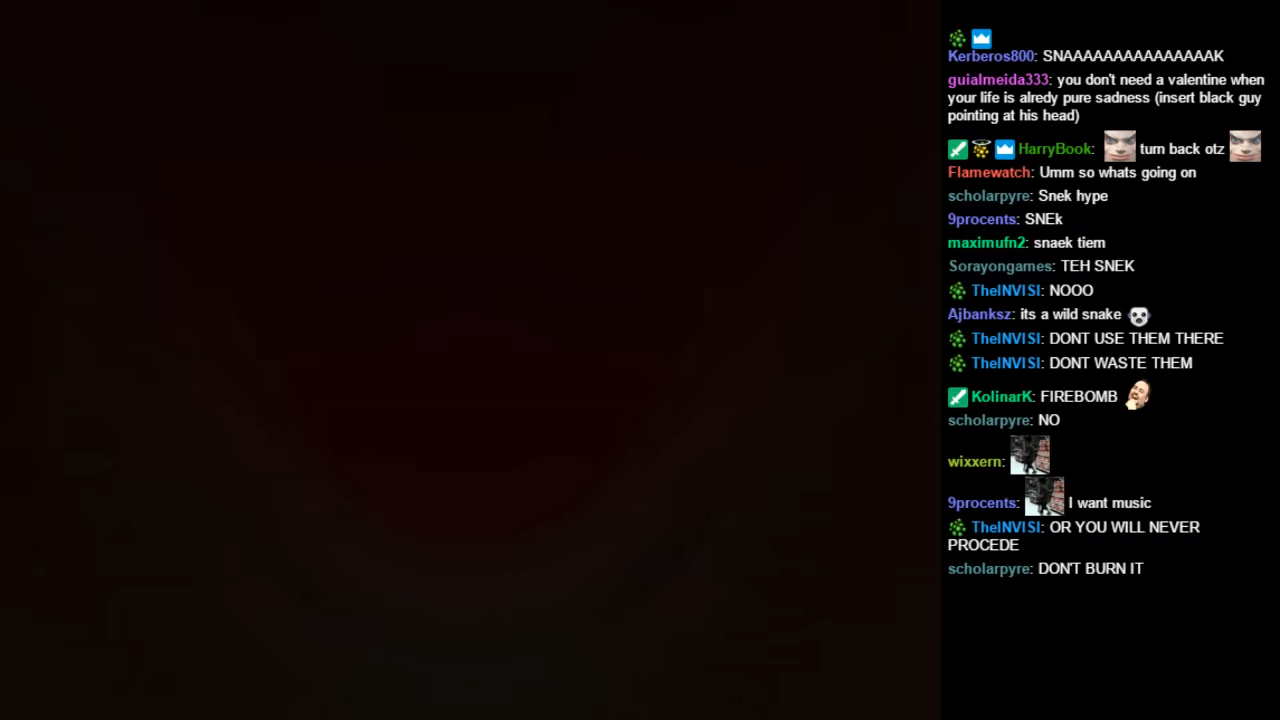 Kerberos800: SNAAAAAAAAAAAAAAAK
guialmeida333: you don't need a valentine when
your life is alredy pure sadness (insert black guy
pointing at his head)
HarryBook: turn back otz
Flamewatch: Umm so whats going on
scholarpyre: Snek hype
9procents: SNEk
maximufn2: snaek tiem
Sorayongames: TEH SNEK
TheINVISI: NOOO
Ajbanksz: its a wild snake
TheINVISI: DONT USE THEM THERE
TheINVISI: DONT WASTE THEM
KolinarK: FIREBOMB
scholarpyre: NO
wixxern:
9procents: I want music
TheINVISI: OR YOU WILL NEVER
PROCEDE
scholarpyre: DON'T BURN IT